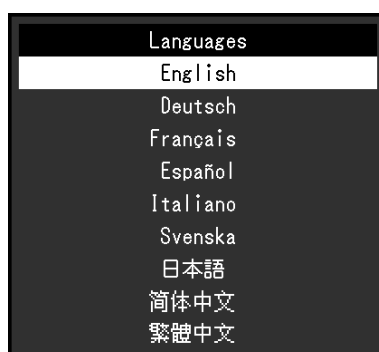 Languages
English
Deutsch
Français
Español
Italiano
Svenska
日本語
简体中文
繁體中文